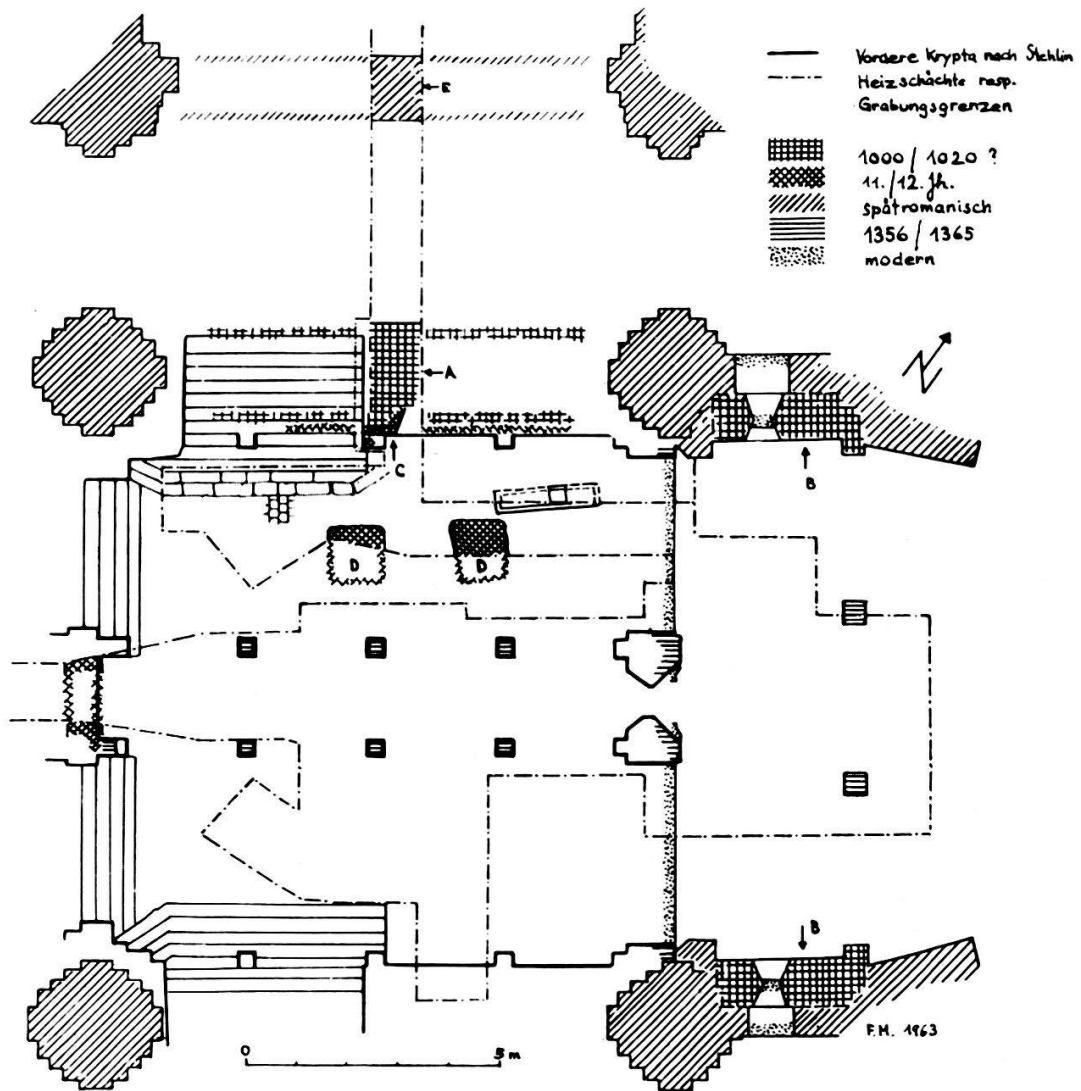 Vordere Krypta nach Stehlin
Heizschächte resp.
Grabungsgrenzen
1000/1020 ?
11./12. Jh.
spätromanisch
1356/1365
modern
E
A
C
B
D
D
B
F.M. 1963
0
5 m